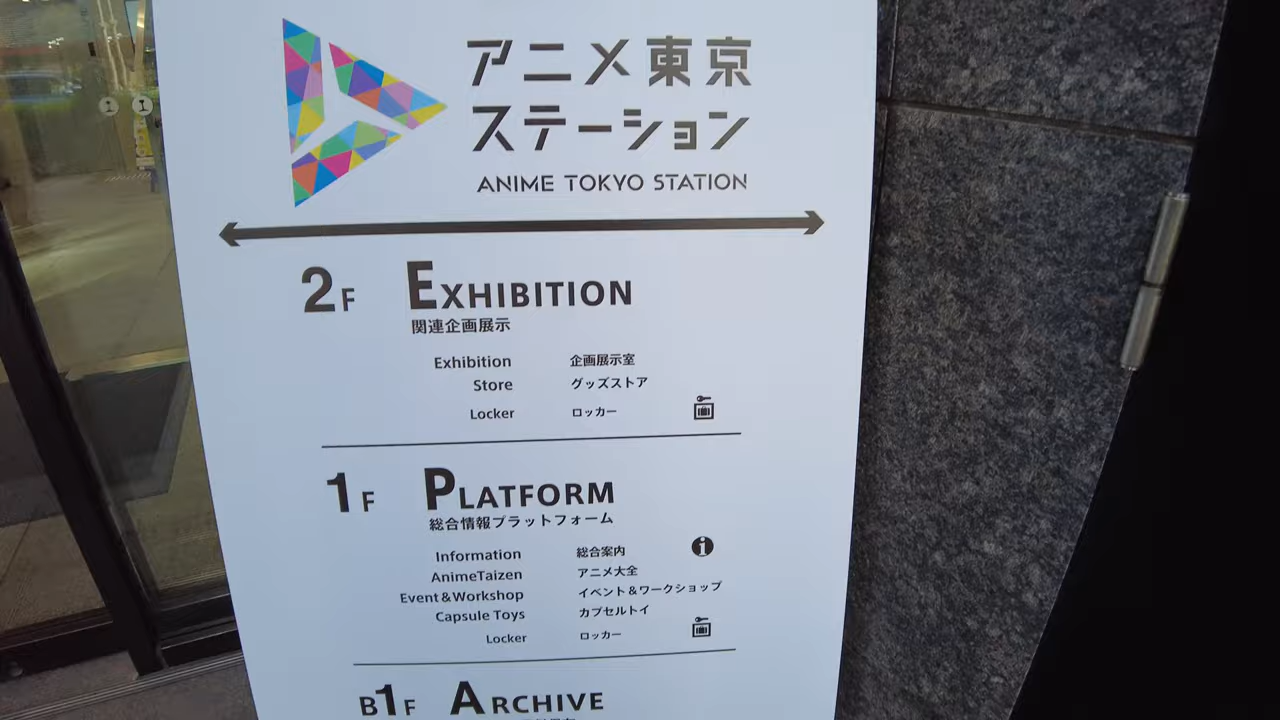 アニメ東京
ステーション
ANIME TOKYO STATION
2F EXHIBITION
関連企画展示
Exhibition 企画展示室
Store グッズストア
Locker ロッカー
1F PLATFORM
総合情報プラットフォーム
Information 総合案内
AnimeTaizen アニメ大全
Event&Workshop イベント&ワークショップ
Capsule Toys カプセルトイ
Locker ロッカー
B1F ARCHIVE